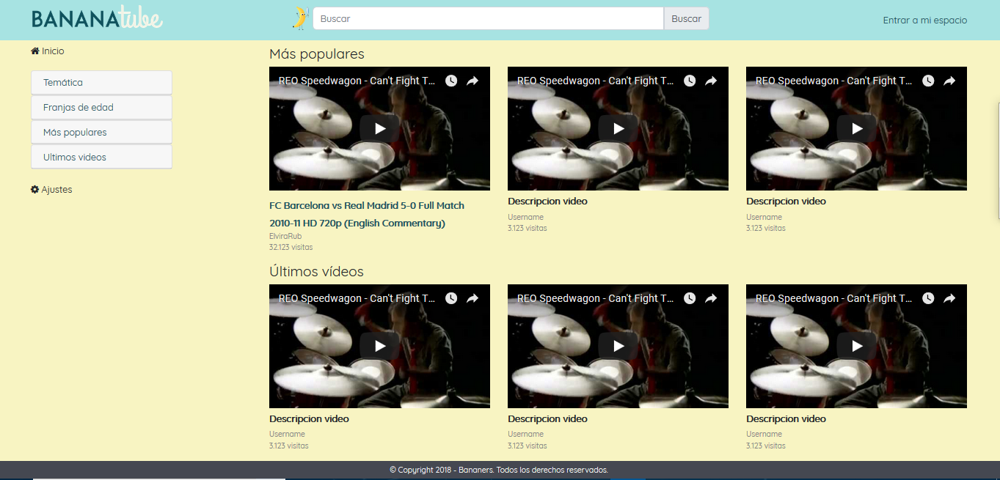 BANANAtube
Buscar
Buscar
Entrar a mi espacio
Inicio
Temática
Franjas de edad
Más populares
Ultimos videos
Ajustes
Más populares
REO Speedwagon - Can't Fight T...
REO Speedwagon - Can't Fight T...
REO Speedwagon - Can't Fight T...
FC Barcelona vs Real Madrid 5-0 Full Match
2010-11 HD 720p (English Commentary)
ElviraRub
32.123 visitas
Descripcion video
Username
3.123 visitas
Descripcion video
Username
3.123 visitas
Últimos vídeos
REO Speedwagon - Can't Fight T...
REO Speedwagon - Can't Fight T...
REO Speedwagon - Can't Fight T...
Descripcion video
Username
3.123 visitas
Descripcion video
Username
3.123 visitas
Descripcion video
Username
3.123 visitas
© Copyright 2018 - Bananers. Todos los derechos reservados.